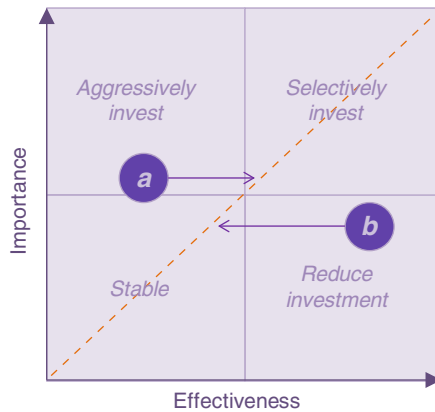 Aggressively
invest
Selectively
invest
a
b
Stable
Reduce
investment
Importance
Effectiveness